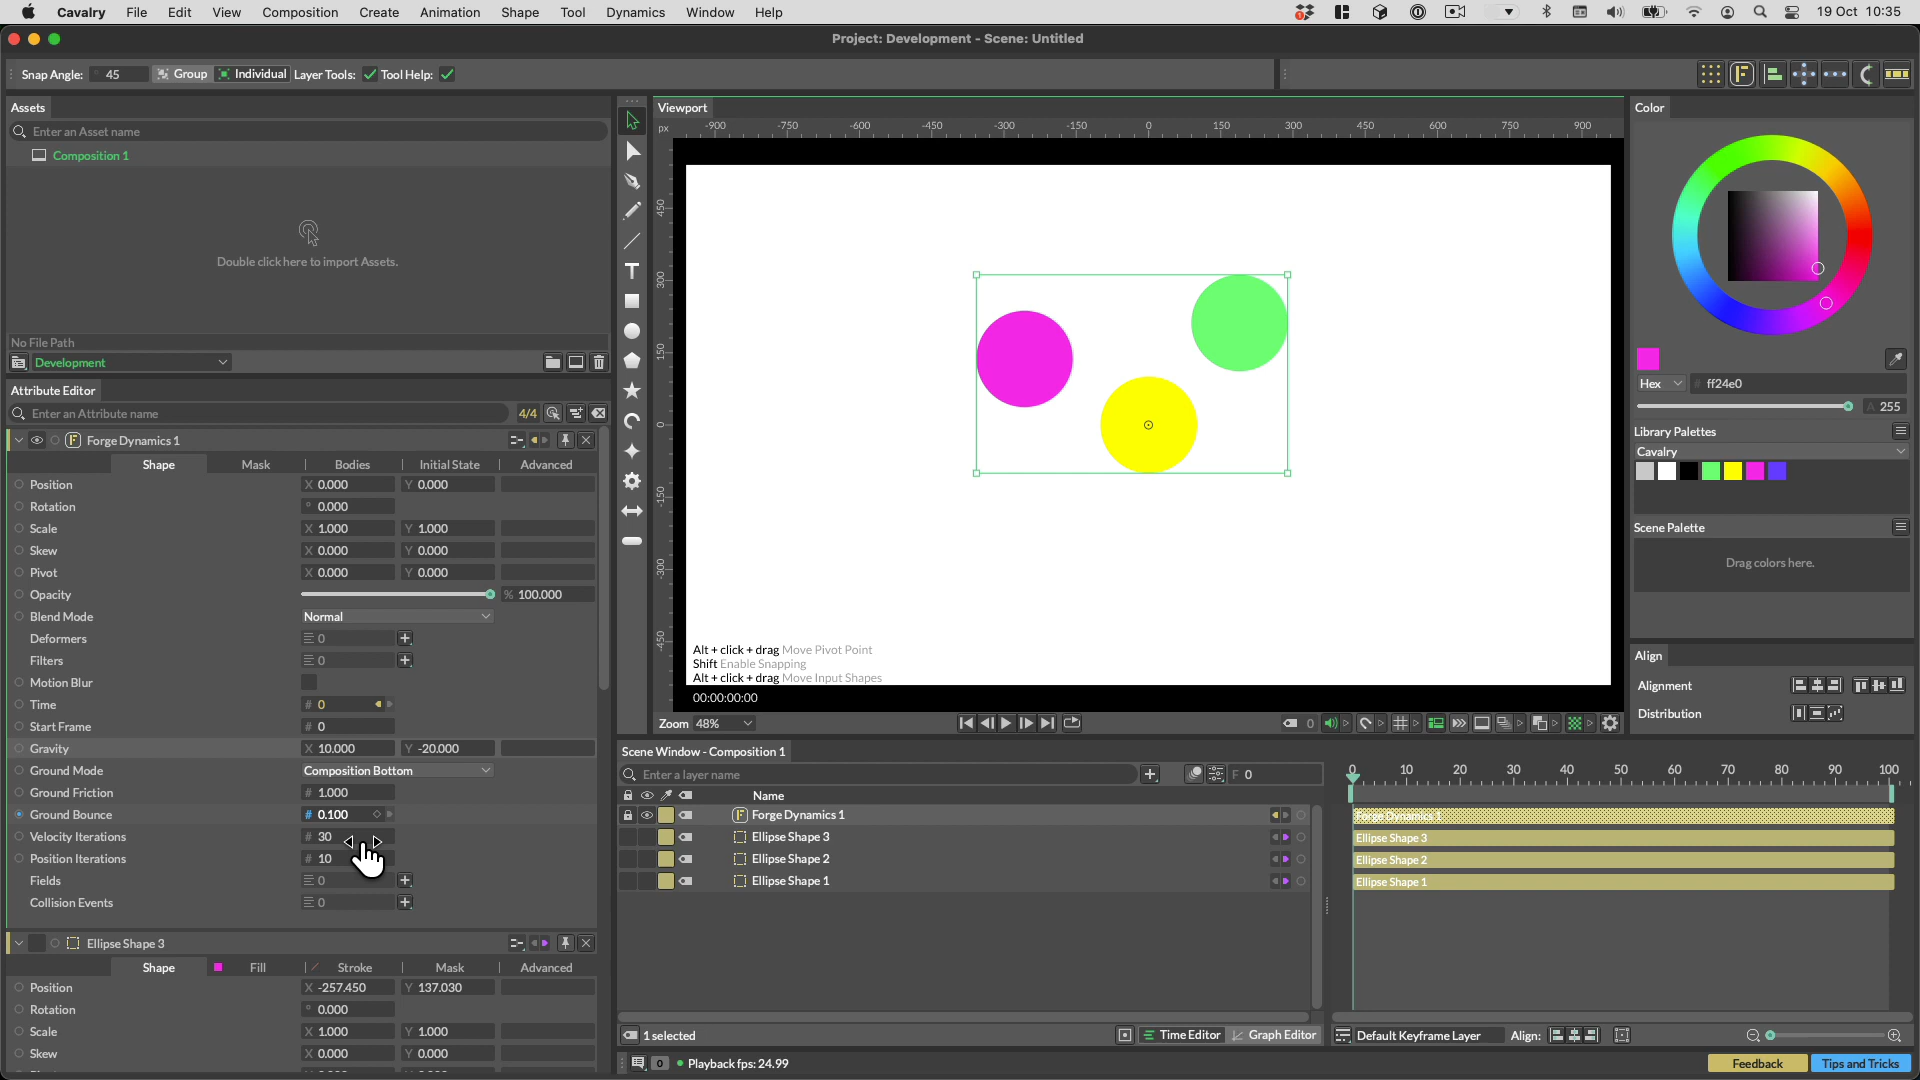 Cavalry File Edit View Composition Create Animation Shape Tool Dynamics Window Help 19 Oct 10:35
Project: Development - Scene: Untitled
Snap Angle: 45 Group Individual Layer Tools: Tool Help:
Assets
Enter an Asset name
Composition 1
Double click here to import Assets.
No File Path
Development
Attribute Editor
Enter an Attribute name 4/4
Forge Dynamics 1
Shape Mask Bodies Initial State Advanced
Position X 0.000 Y 0.000
Rotation ° 0.000
Scale X 1.000 Y 1.000
Skew X 0.000 Y 0.000
Pivot X 0.000 Y 0.000
Opacity % 100.000
Blend Mode Normal
Deformers 0
Filters 0
Motion Blur
Time # 0
Start Frame # 0
Gravity X 10.000 Y -20.000
Ground Mode Composition Bottom
Ground Friction # 1.000
Ground Bounce # 0.100
Velocity Iterations # 30
Position Iterations # 10
Fields 0
Collision Events 0
Ellipse Shape 3
Shape Fill Stroke Mask Advanced
Position X -257.450 Y 137.030
Rotation ° 0.000
Scale X 1.000 Y 1.000
Skew X 0.000 Y 0.000
Viewport
px -900 -750 -600 -450 -300 -150 0 150 300 450 600 750 900
450
300
150
0
-150
-300
-450
Alt + click + drag Move Pivot Point
Shift Enable Snapping
Alt + click + drag Move Input Shapes
00:00:00:00
Zoom 48% 0
Scene Window - Composition 1
Enter a layer name F 0
Name
Forge Dynamics 1
Ellipse Shape 3
Ellipse Shape 2
Ellipse Shape 1
0 10 20 30 40 50 60 70 80 90 100
Forge Dynamics 1
Ellipse Shape 3
Ellipse Shape 2
Ellipse Shape 1
1 selected Time Editor Graph Editor Default Keyframe Layer Align:
0 Playback fps: 24.99 Feedback Tips and Tricks
Color
Hex # ff24e0
A 255
Library Palettes
Cavalry
Scene Palette
Drag colors here.
Align
Alignment
Distribution